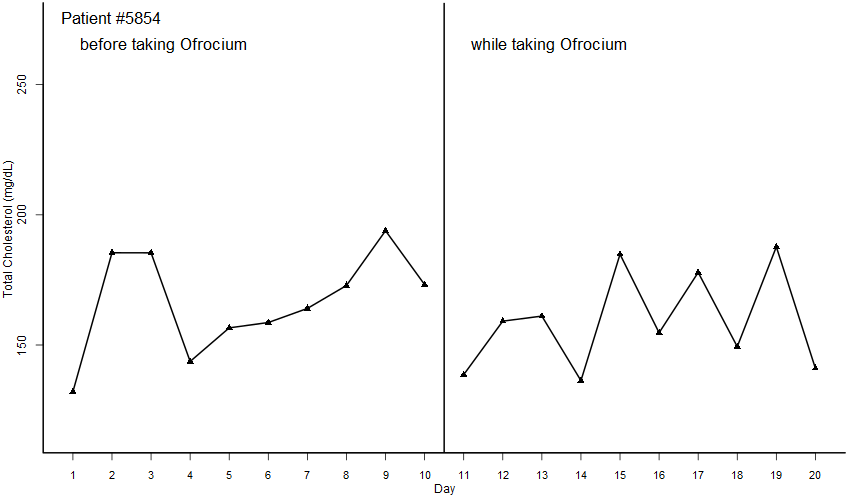 Patient #5854
before taking Ofrocium
while taking Ofrocium
Total Cholesterol (mg/dL)
250
200
150
1 2 3 4 5 6 7 8 9 10 11 12 13 14 15 16 17 18 19 20
Day